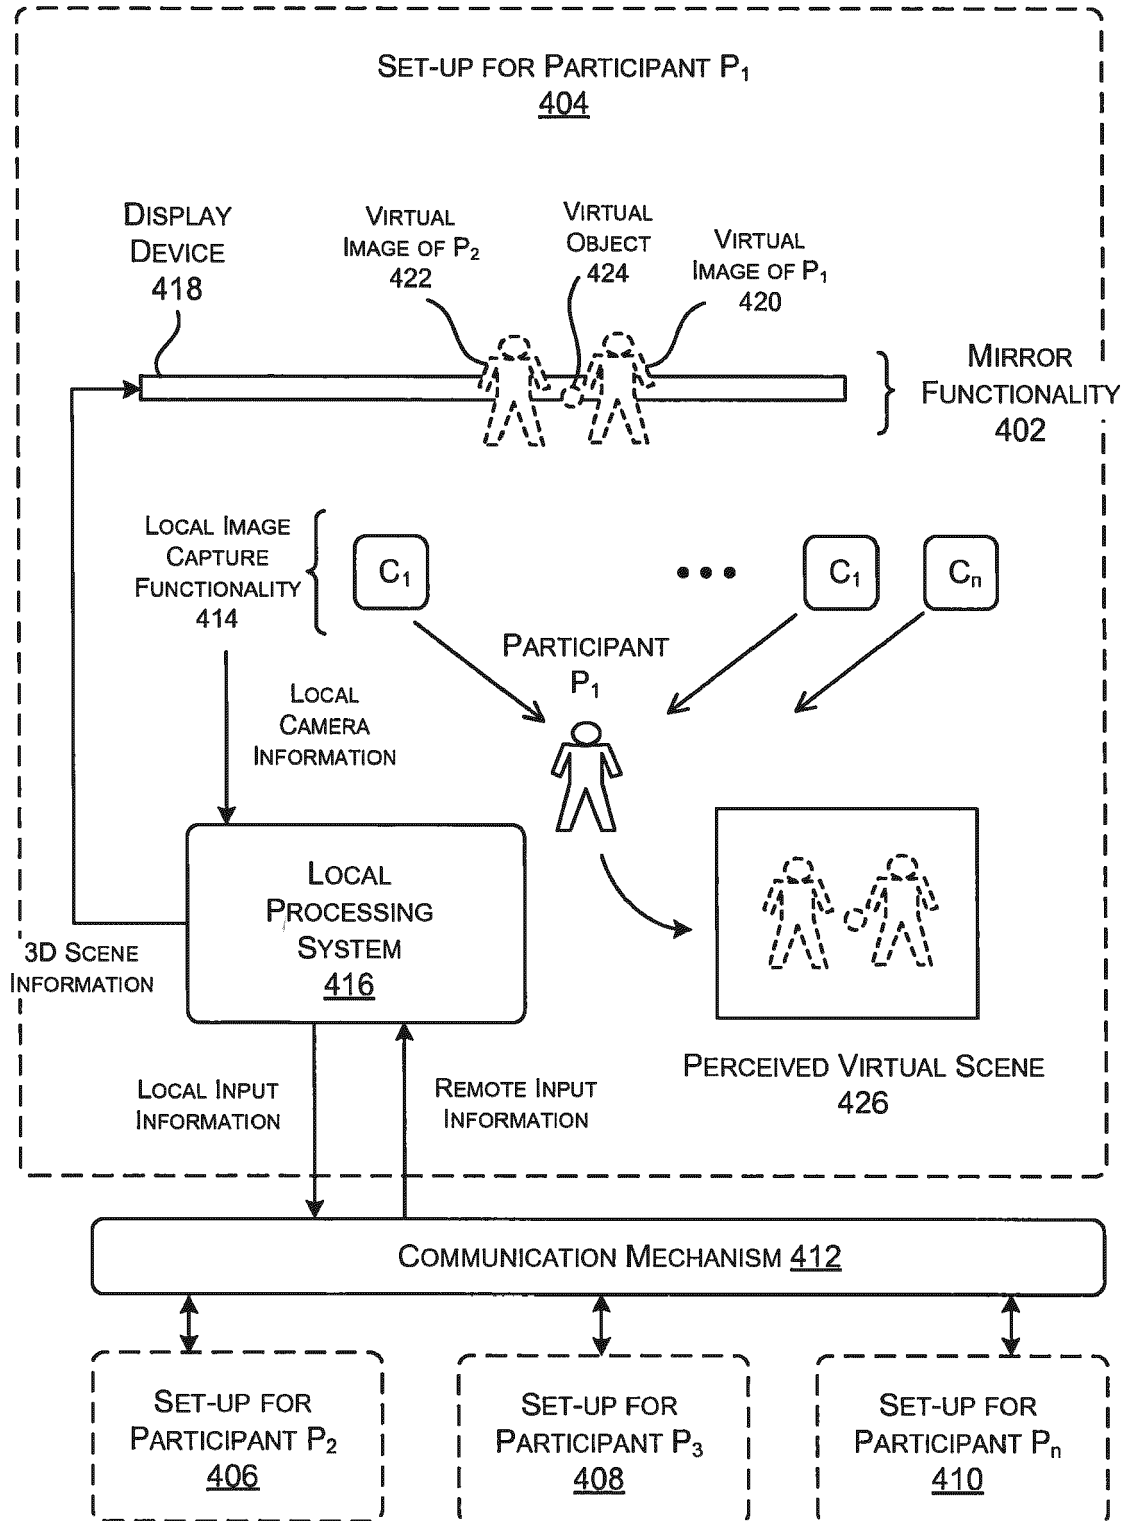 SET-UP FOR PARTICIPANT P1
404
DISPLAY
DEVICE
418
VIRTUAL
IMAGE OF P2
422
VIRTUAL
OBJECT
424
VIRTUAL
IMAGE OF P1
420
MIRROR
FUNCTIONALITY
402
LOCAL IMAGE
CAPTURE
FUNCTIONALITY
414
C1
C1
Cn
PARTICIPANT
P1
LOCAL
CAMERA
INFORMATION
LOCAL
PROCESSING
SYSTEM
416
3D SCENE
INFORMATION
PERCEIVED VIRTUAL SCENE
426
LOCAL INPUT
INFORMATION
REMOTE INPUT
INFORMATION
COMMUNICATION MECHANISM 412
SET-UP FOR
PARTICIPANT P2
406
SET-UP FOR
PARTICIPANT P3
408
SET-UP FOR
PARTICIPANT Pn
410